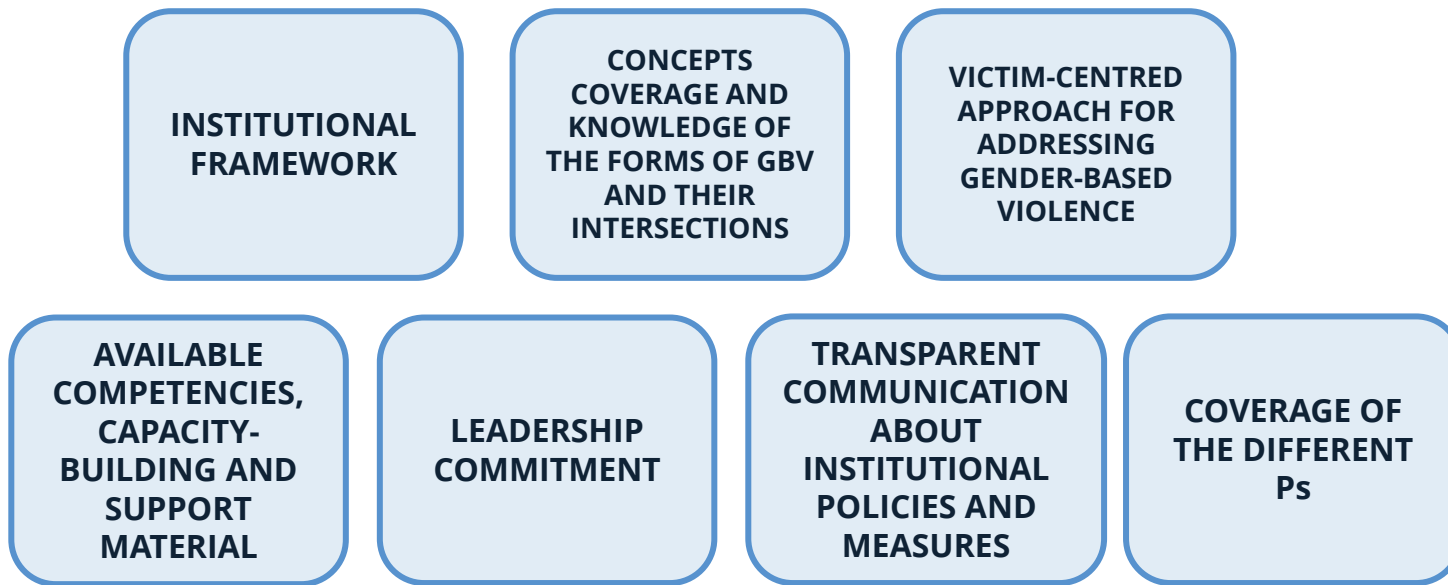 INSTITUTIONAL
FRAMEWORK
CONCEPTS
COVERAGE AND
KNOWLEDGE OF
THE FORMS OF GBV
AND THEIR
INTERSECTIONS
VICTIM-CENTRED
APPROACH FOR
ADDRESSING
GENDER-BASED
VIOLENCE
AVAILABLE
COMPETENCIES,
CAPACITY-
BUILDING AND
SUPPORT
MATERIAL
LEADERSHIP
COMMITMENT
TRANSPARENT
COMMUNICATION
ABOUT
INSTITUTIONAL
POLICIES AND
MEASURES
COVERAGE OF
THE DIFFERENT
Ps